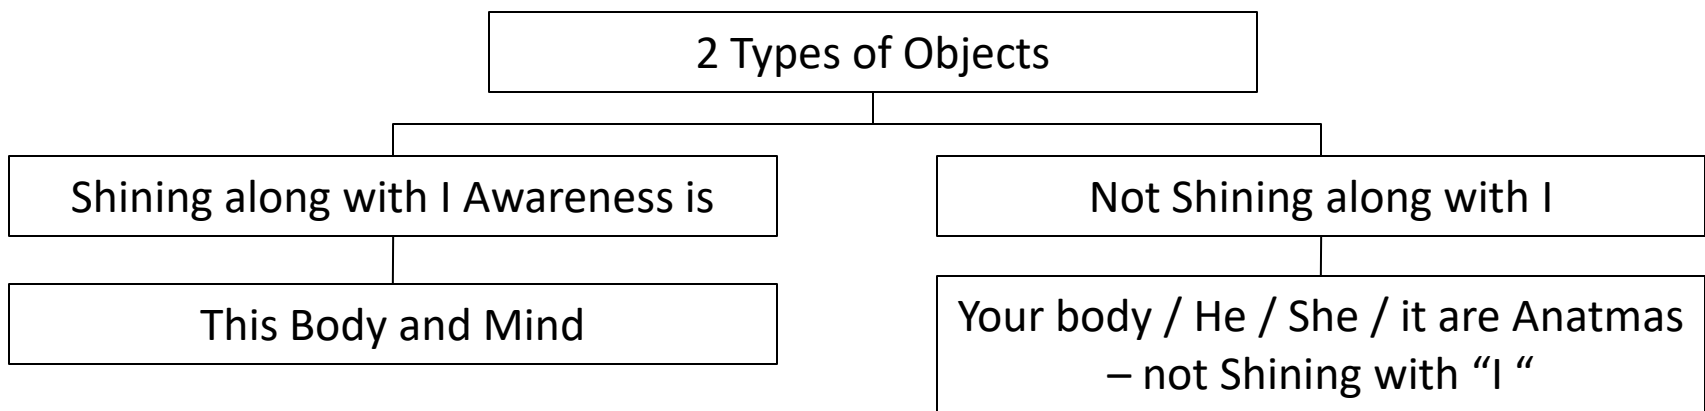 2 Types of Objects
Shining along with I Awareness is
Not Shining along with I
This Body and Mind
Your body / He / She / it are Anatmas
– not Shining with “I “